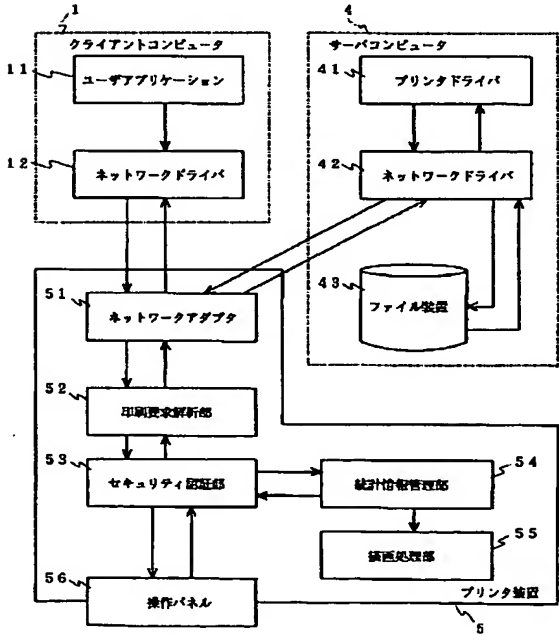 1
クライアントコンピュータ
11
ユーザアプリケーション
12
ネットワークドライバ
4
サーバコンピュータ
41
プリンタドライバ
42
ネットワークドライバ
43
ファイル装置
51
ネットワークアダプタ
52
印刷要求解析部
53
セキュリティ認証部
54
統計情報管理部
55
描画処理部
56
操作パネル
プリンタ装置
5